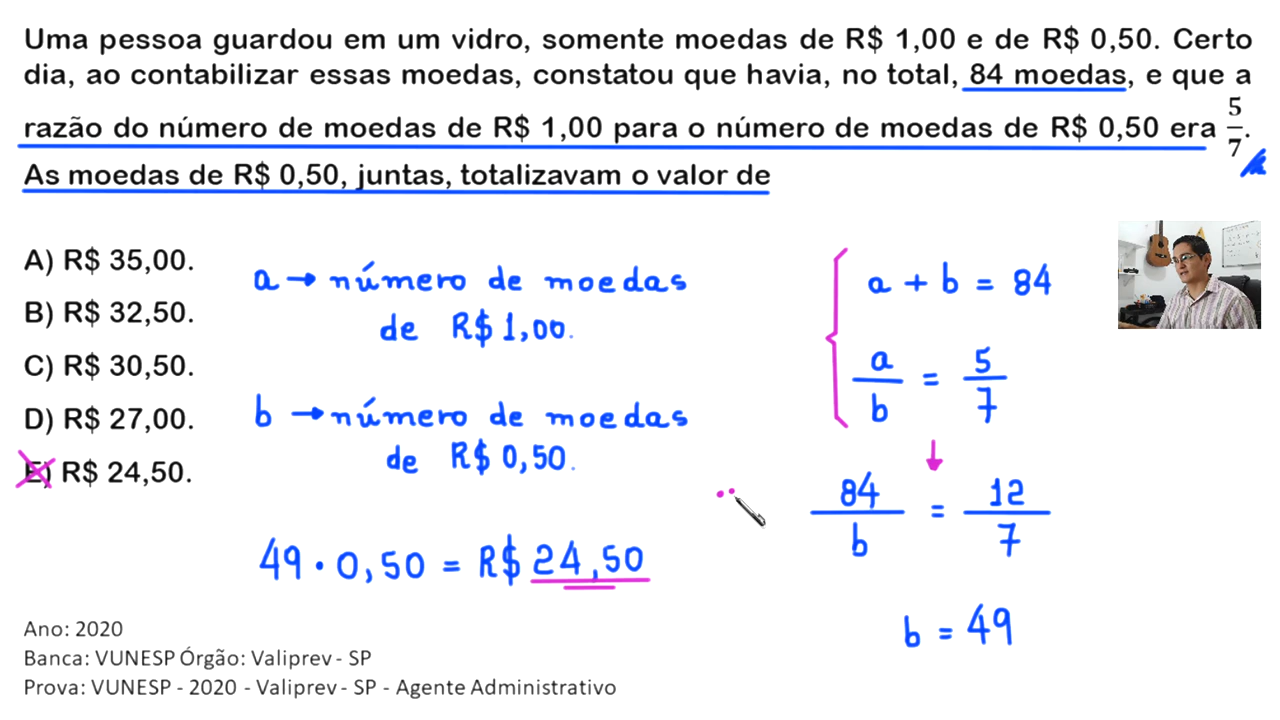 Uma pessoa guardou em um vidro, somente moedas de R$ 1,00 e de R$ 0,50. Certo
dia, ao contabilizar essas moedas, constatou que havia, no total, 84 moedas, e que a
razão do número de moedas de R$ 1,00 para o número de moedas de R$ 0,50 era 5/7.
As moedas de R$ 0,50, juntas, totalizavam o valor de
A) R$ 35,00.
B) R$ 32,50.
C) R$ 30,50.
D) R$ 27,00.
E) R$ 24,50.
a → número de moedas
de R$ 1,00.
b → número de moedas
de R$ 0,50.
49 · 0,50 = R$ 24,50
a + b = 84
a/b = 5/7
84/b = 12/7
b = 49
Ano: 2020
Banca: VUNESP Órgão: Valiprev - SP
Prova: VUNESP - 2020 - Valiprev - SP - Agente Administrativo